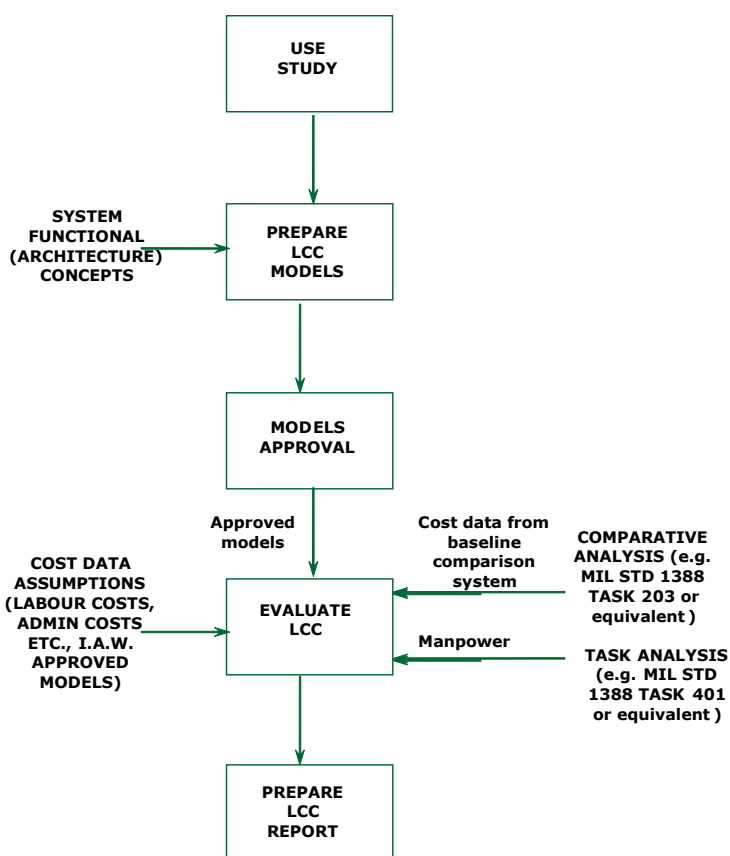 USE
STUDY
SYSTEM
FUNCTIONAL
(ARCHITECTURE)
CONCEPTS
PREPARE
LCC
MODELS
MODELS
APPROVAL
Approved
models
Cost data from
baseline
comparison
system
COMPARATIVE
ANALYSIS (e.g.
MIL STD 1388
TASK 203 or
equivalent )
COST DATA
ASSUMPTIONS
(LABOUR COSTS,
ADMIN COSTS
ETC., I.A.W.
APPROVED
MODELS)
EVALUATE
LCC
Manpower
TASK ANALYSIS
(e.g. MIL STD
1388 TASK 401
or equivalent )
PREPARE
LCC
REPORT